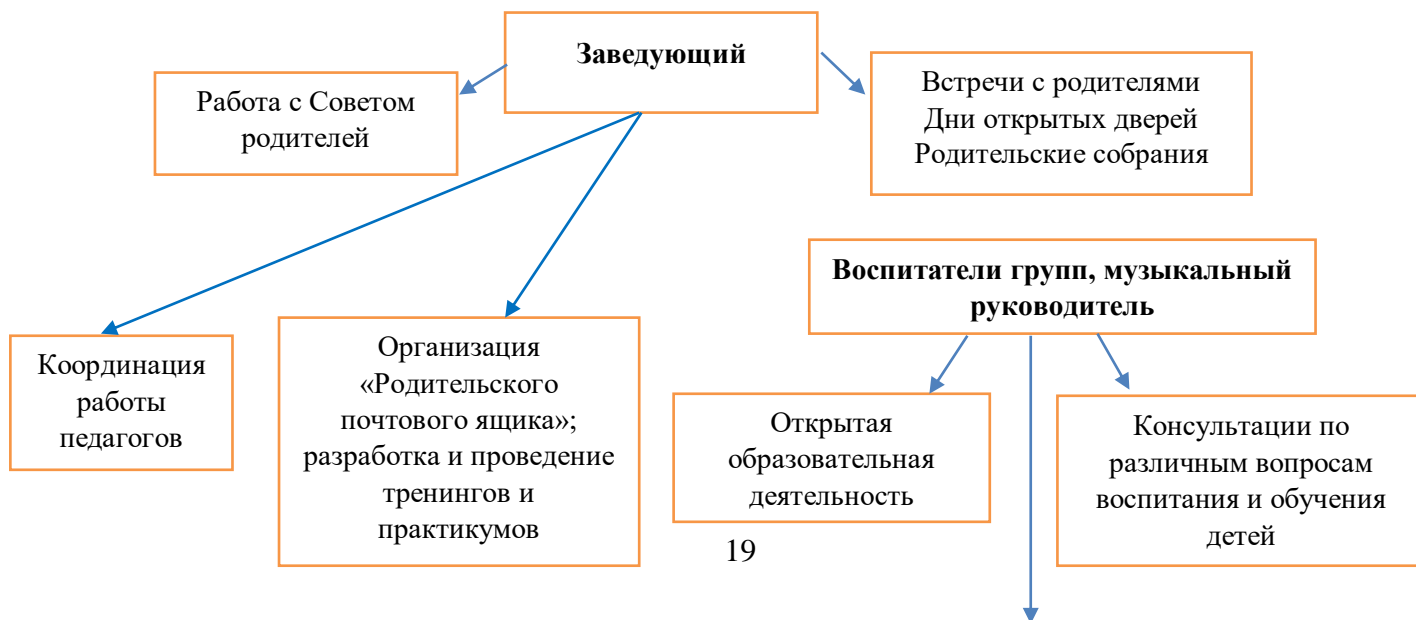 Заведующий
Работа с Советом
родителей
Встречи с родителями
Дни открытых дверей
Родительские собрания
Воспитатели групп, музыкальный
руководитель
Координация
работы
педагогов
Организация
«Родительского
почтового ящика»;
разработка и проведение
тренингов и
практикумов
Открытая
образовательная
деятельность
Консультации по
различным вопросам
воспитания и обучения
детей
19